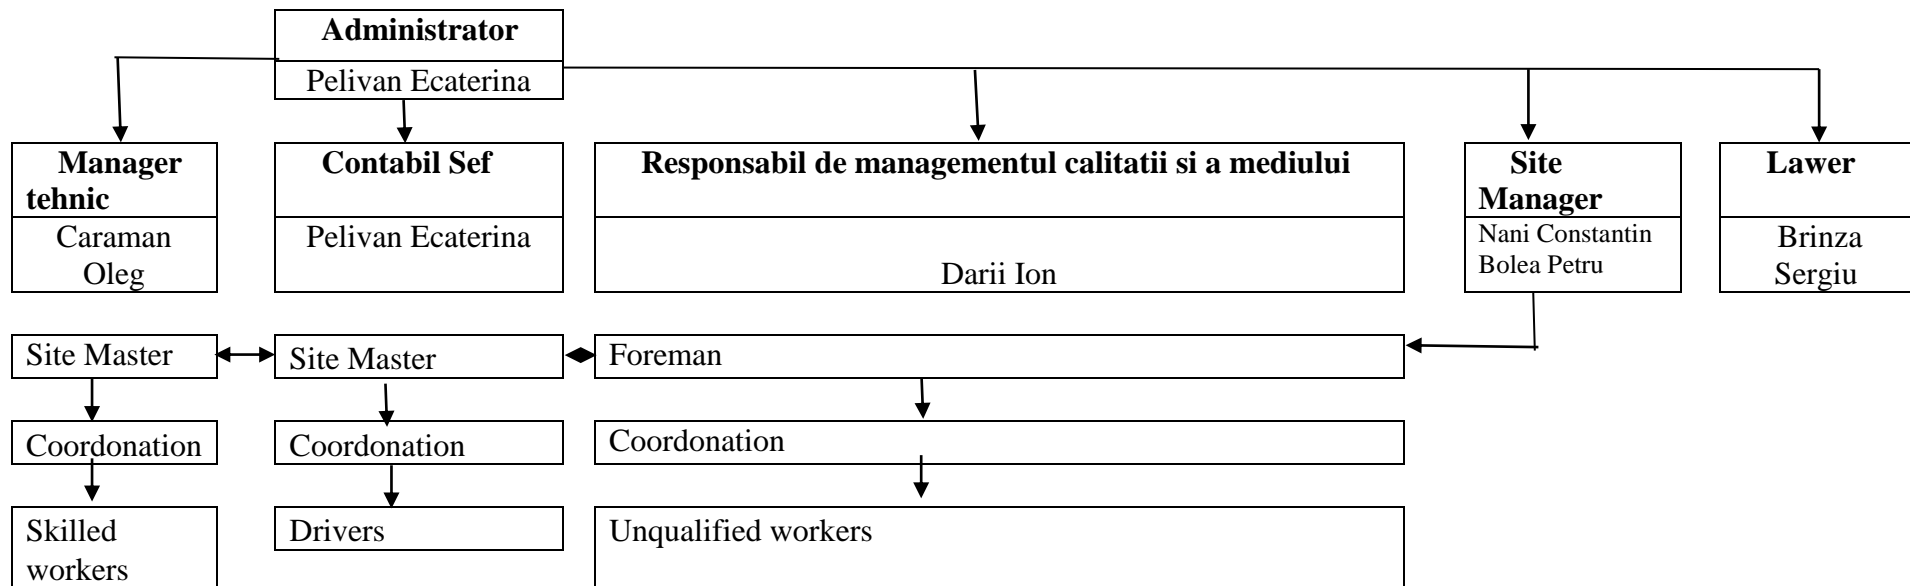 Administrator
Pelivan Ecaterina
Manager
tehnic
Caraman
Oleg
Contabil Sef
Pelivan Ecaterina
Responsabil de managementul calitatii si a mediului
Darii Ion
Site
Manager
Nani Constantin
Bolea Petru
Lawer
Brinza
Sergiu
Site Master
Site Master
Foreman
Coordonation
Coordonation
Coordonation
Skilled
workers
Drivers
Unqualified workers